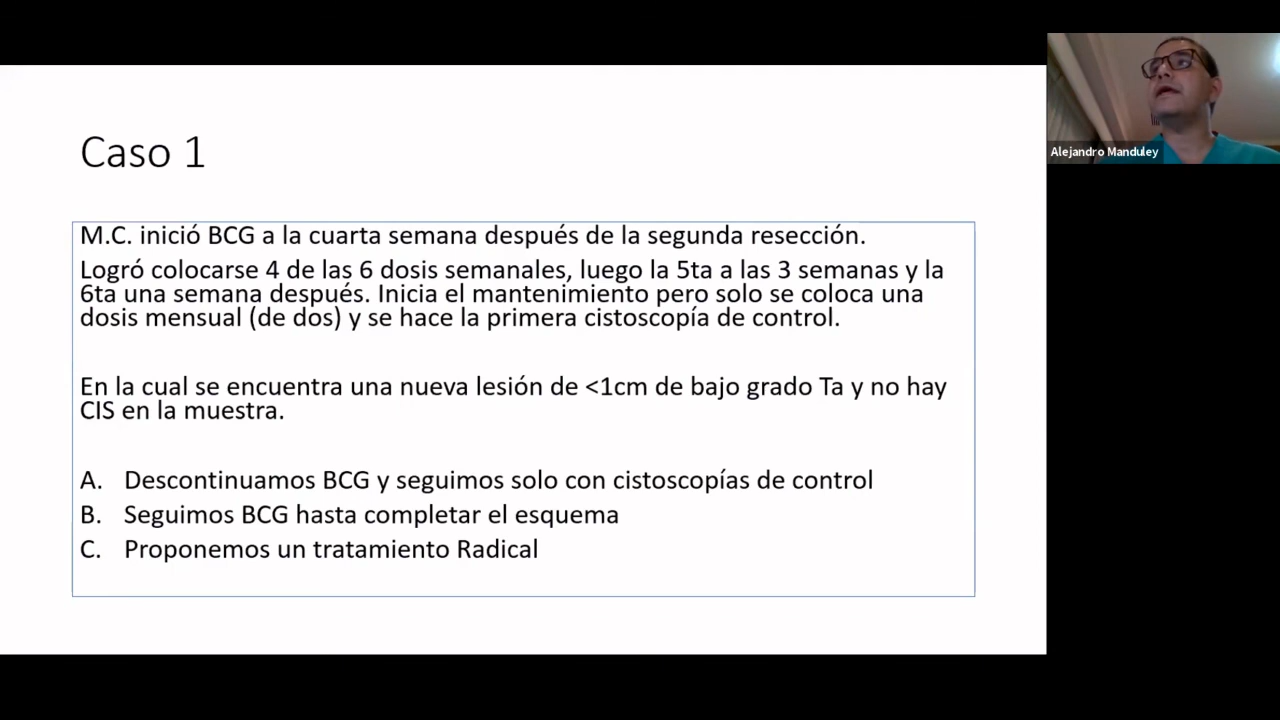 Caso 1
M.C. inició BCG a la cuarta semana después de la segunda resección.
Logró colocarse 4 de las 6 dosis semanales, luego la 5ta a las 3 semanas y la
6ta una semana después. Inicia el mantenimiento pero solo se coloca una
dosis mensual (de dos) y se hace la primera cistoscopía de control.
En la cual se encuentra una nueva lesión de <1cm de bajo grado Ta y no hay
CIS en la muestra.
A. Descontinuamos BCG y seguimos solo con cistoscopías de control
B. Seguimos BCG hasta completar el esquema
C. Proponemos un tratamiento Radical
Alejandro Manduley